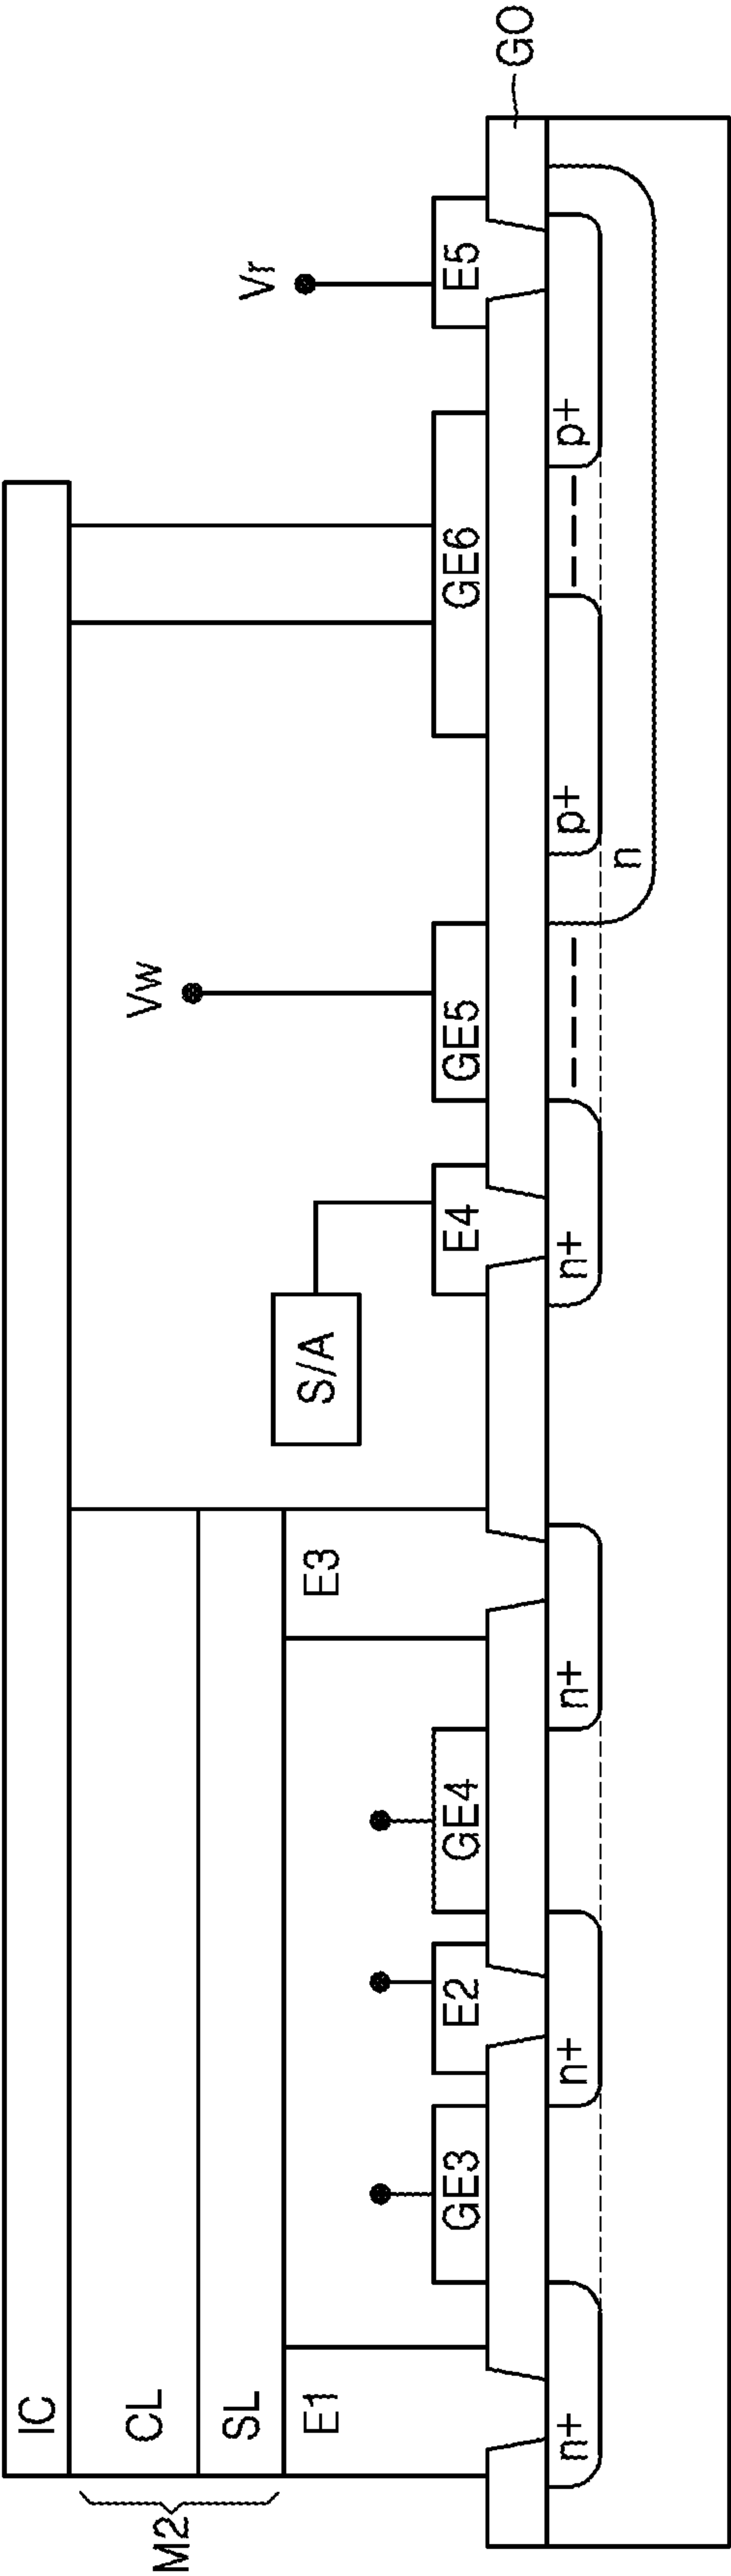 IC
M2
CL
SL
E1
E3
S/A
Vw
Vr
GE3
E2
GE4
E4
GE5
GE6
E5
GO
n+
n+
n+
n+
p+
p+
n